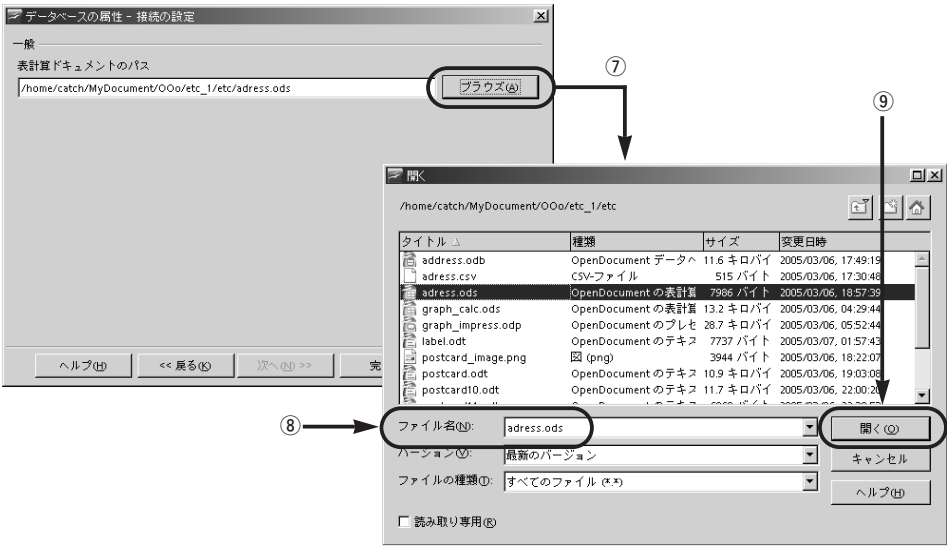 データベースの属性 - 接続の設定
一般
表計算ドキュメントのパス
/home/catch/MyDocument/OOo/etc_1/etc/adress.ods
ブラウズ(A)
ヘルプ(H)
<< 戻る(K)
次へ(N) >>
完
⑦
⑨
開く
/home/catch/MyDocument/OOo/etc_1/etc
タイトル 種類 サイズ 変更日時
address.odb OpenDocument データベ 11.6 キロバイ 2005/03/06, 17:49:19
adress.csv CSV-ファイル 515 バイト 2005/03/06, 17:30:48
adress.ods OpenDocument の表計算 7986 バイト 2005/03/06, 18:57:39
graph_calc.ods OpenDocument の表計算 13.2 キロバイ 2005/03/06, 04:29:44
graph_impress.odp OpenDocument のプレセ 28.7 キロバイ 2005/03/06, 05:52:44
label.odt OpenDocument のテキス 7737 バイト 2005/03/07, 01:57:43
postcard_image.png 図 (png) 3944 バイト 2005/03/06, 18:22:07
postcard.odt OpenDocument のテキス 10.9 キロバイ 2005/03/06, 19:03:08
postcard10.odt OpenDocument のテキス 11.7 キロバイ 2005/03/06, 22:00:20
⑧
ファイル名(N): adress.ods
開く(O)
バージョン(V): 最新のバージョン
キャンセル
ファイルの種類(T): すべてのファイル (*.*)
ヘルプ(H)
読み取り専用(R)